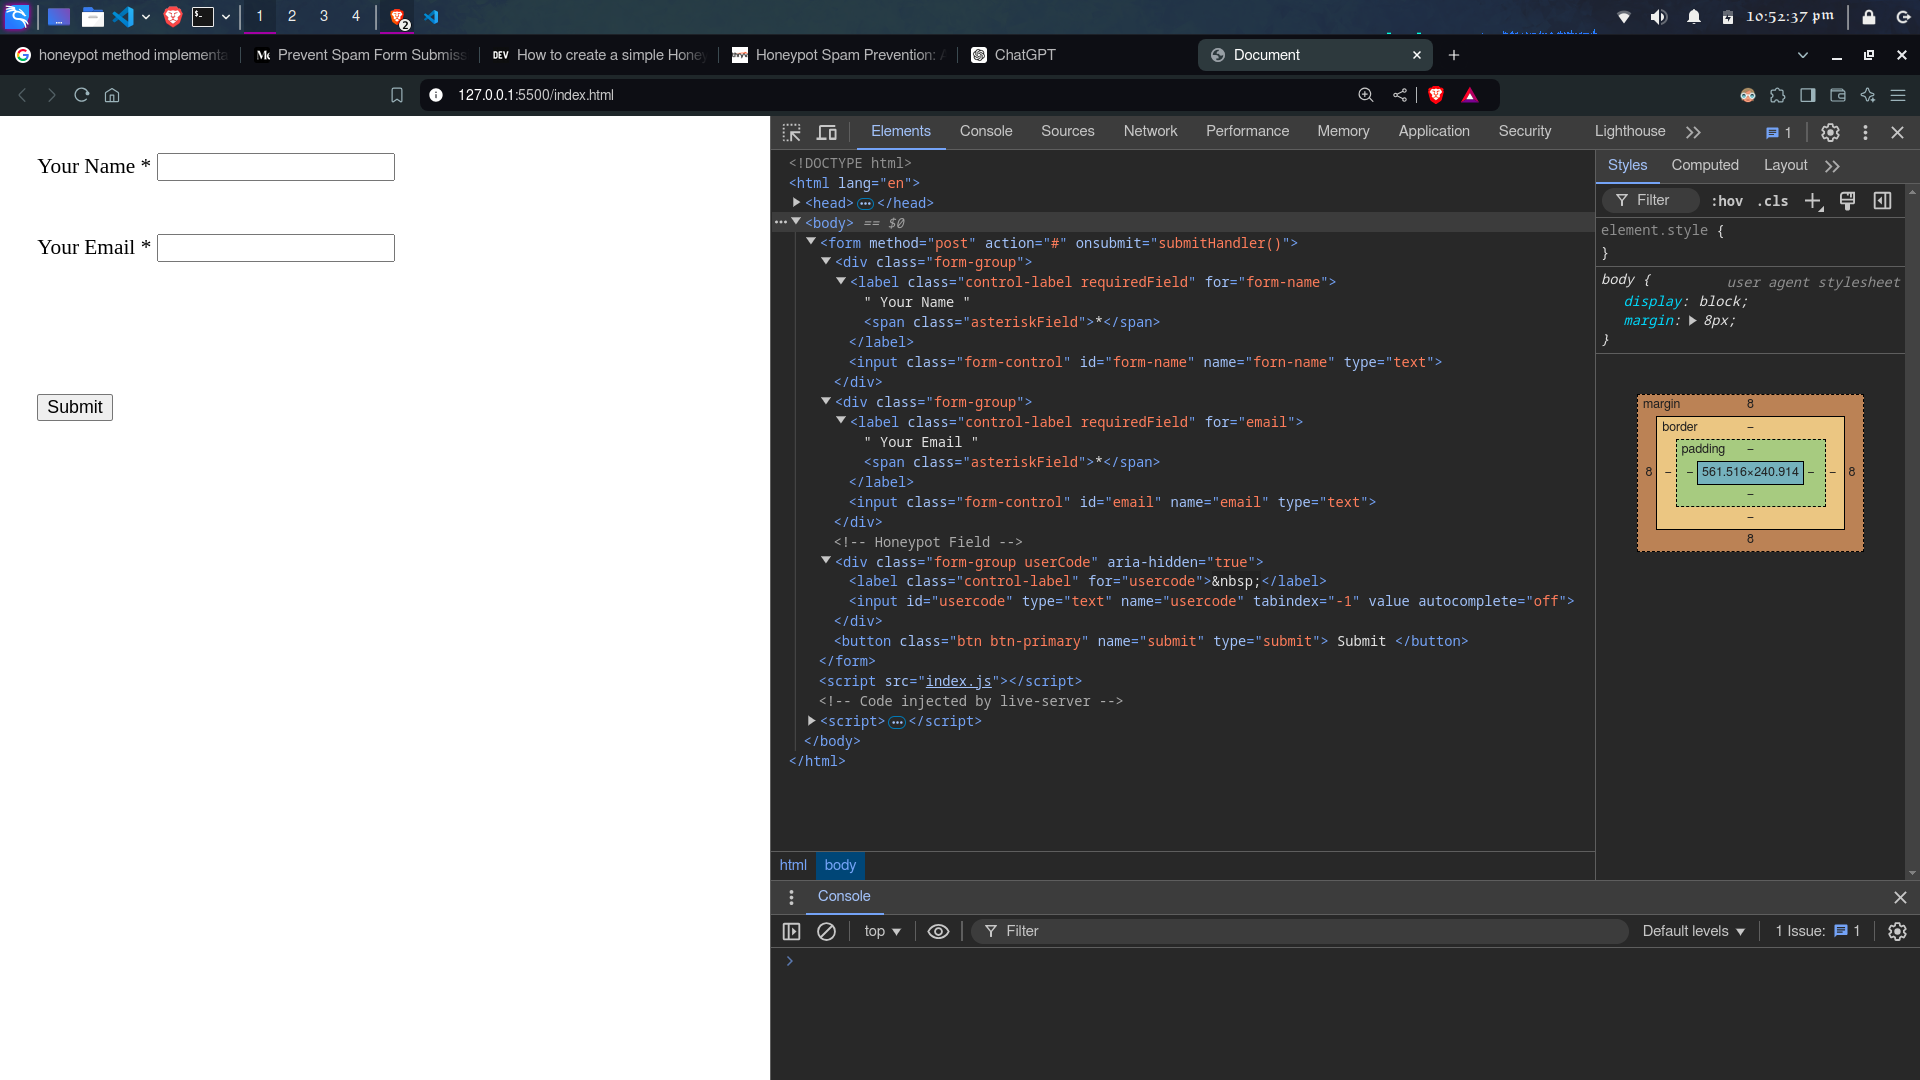 1 2 3 4 2 10:52:37 pm
honeypot method implementa Prevent Spam Form Submiss DEV How to create a simple Honey Honeypot Spam Prevention: A ChatGPT Document
127.0.0.1:5500/index.html
Your Name *
Your Email *
Submit
Elements Console Sources Network Performance Memory Application Security Lighthouse 1
<!DOCTYPE html>
<html lang="en">
<head> ••• </head>
••• <body> == $0
<form method="post" action="#" onsubmit="submitHandler()">
<div class="form-group">
<label class="control-label requiredField" for="form-name">
" Your Name "
<span class="asteriskField">*</span>
</label>
<input class="form-control" id="form-name" name="forn-name" type="text">
</div>
<div class="form-group">
<label class="control-label requiredField" for="email">
" Your Email "
<span class="asteriskField">*</span>
</label>
<input class="form-control" id="email" name="email" type="text">
</div>
<!-- Honeypot Field -->
<div class="form-group userCode" aria-hidden="true">
<label class="control-label" for="usercode">&nbsp;</label>
<input id="usercode" type="text" name="usercode" tabindex="-1" value autocomplete="off">
</div>
<button class="btn btn-primary" name="submit" type="submit"> Submit </button>
</form>
<script src="index.js"></script>
<!-- Code injected by live-server -->
<script> ••• </script>
</body>
</html>
html body
Styles Computed Layout
Filter :hov .cls
element.style {
}
body { user agent stylesheet
display: block;
margin: 8px;
}
margin 8
border –
padding –
8 – – 561.516×240.914 – – 8
–
–
8
Console
top Filter Default levels 1 Issue: 1